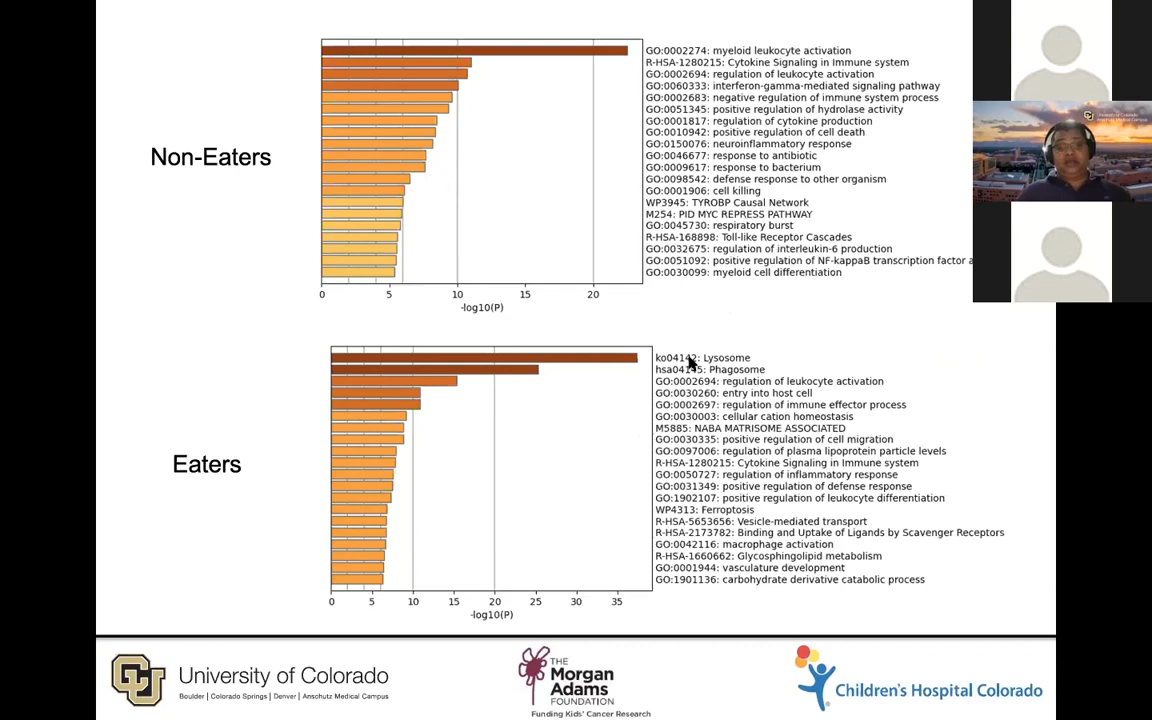 Non-Eaters
GO:0002274: myeloid leukocyte activation
R-HSA-1280215: Cytokine Signaling in Immune system
GO:0002694: regulation of leukocyte activation
GO:0060333: interferon-gamma-mediated signaling pathway
GO:0002683: negative regulation of immune system process
GO:0051345: positive regulation of hydrolase activity
GO:0001817: regulation of cytokine production
GO:0010942: positive regulation of cell death
GO:0150076: neuroinflammatory response
GO:0046677: response to antibiotic
GO:0009617: response to bacterium
GO:0098542: defense response to other organism
GO:0001906: cell killing
WP3945: TYROBP Causal Network
M254: PID MYC REPRESS PATHWAY
GO:0045730: respiratory burst
R-HSA-168898: Toll-like Receptor Cascades
GO:0032675: regulation of interleukin-6 production
GO:0051092: positive regulation of NF-kappaB transcription factor a
GO:0030099: myeloid cell differentiation
0 5 10 15 20
-log10(P)
Eaters
Lysosome
Phagosome
GO:0002694: regulation of leukocyte activation
GO:0030260: entry into host cell
GO:0002697: regulation of immune effector process
GO:0030003: cellular cation homeostasis
M5885: NABA MATRISOME ASSOCIATED
GO:0030335: positive regulation of cell migration
GO:0097006: regulation of plasma lipoprotein particle levels
R-HSA-1280215: Cytokine Signaling in Immune system
GO:0050727: regulation of inflammatory response
GO:0031349: positive regulation of defense response
GO:1902107: positive regulation of leukocyte differentiation
WP4313: Ferroptosis
R-HSA-5653656: Vesicle-mediated transport
R-HSA-2173782: Binding and Uptake of Ligands by Scavenger Receptors
GO:0042116: macrophage activation
R-HSA-1660662: Glycosphingolipid metabolism
GO:0001944: vasculature development
GO:1901136: carbohydrate derivative catabolic process
0 5 10 15 20 25 30 35
-log10(P)
University of Colorado
Boulder | Colorado Springs | Denver | Anschutz Medical Campus
THE
Morgan
Adams
FOUNDATION
Funding Kids' Cancer Research
Children's Hospital Colorado